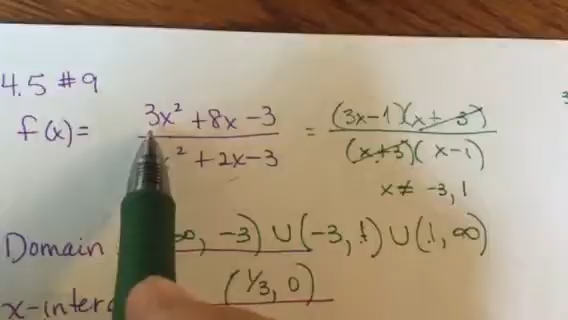 4.5 #9
f(x) = 3x² + 8x - 3 / x² + 2x - 3 = (3x-1)(x+3) / (x+3)(x-1)
x ≠ -3, 1
Domain ∞, -3) ∪ (-3, 1) ∪ (1, ∞)
x-inter (1/3, 0)